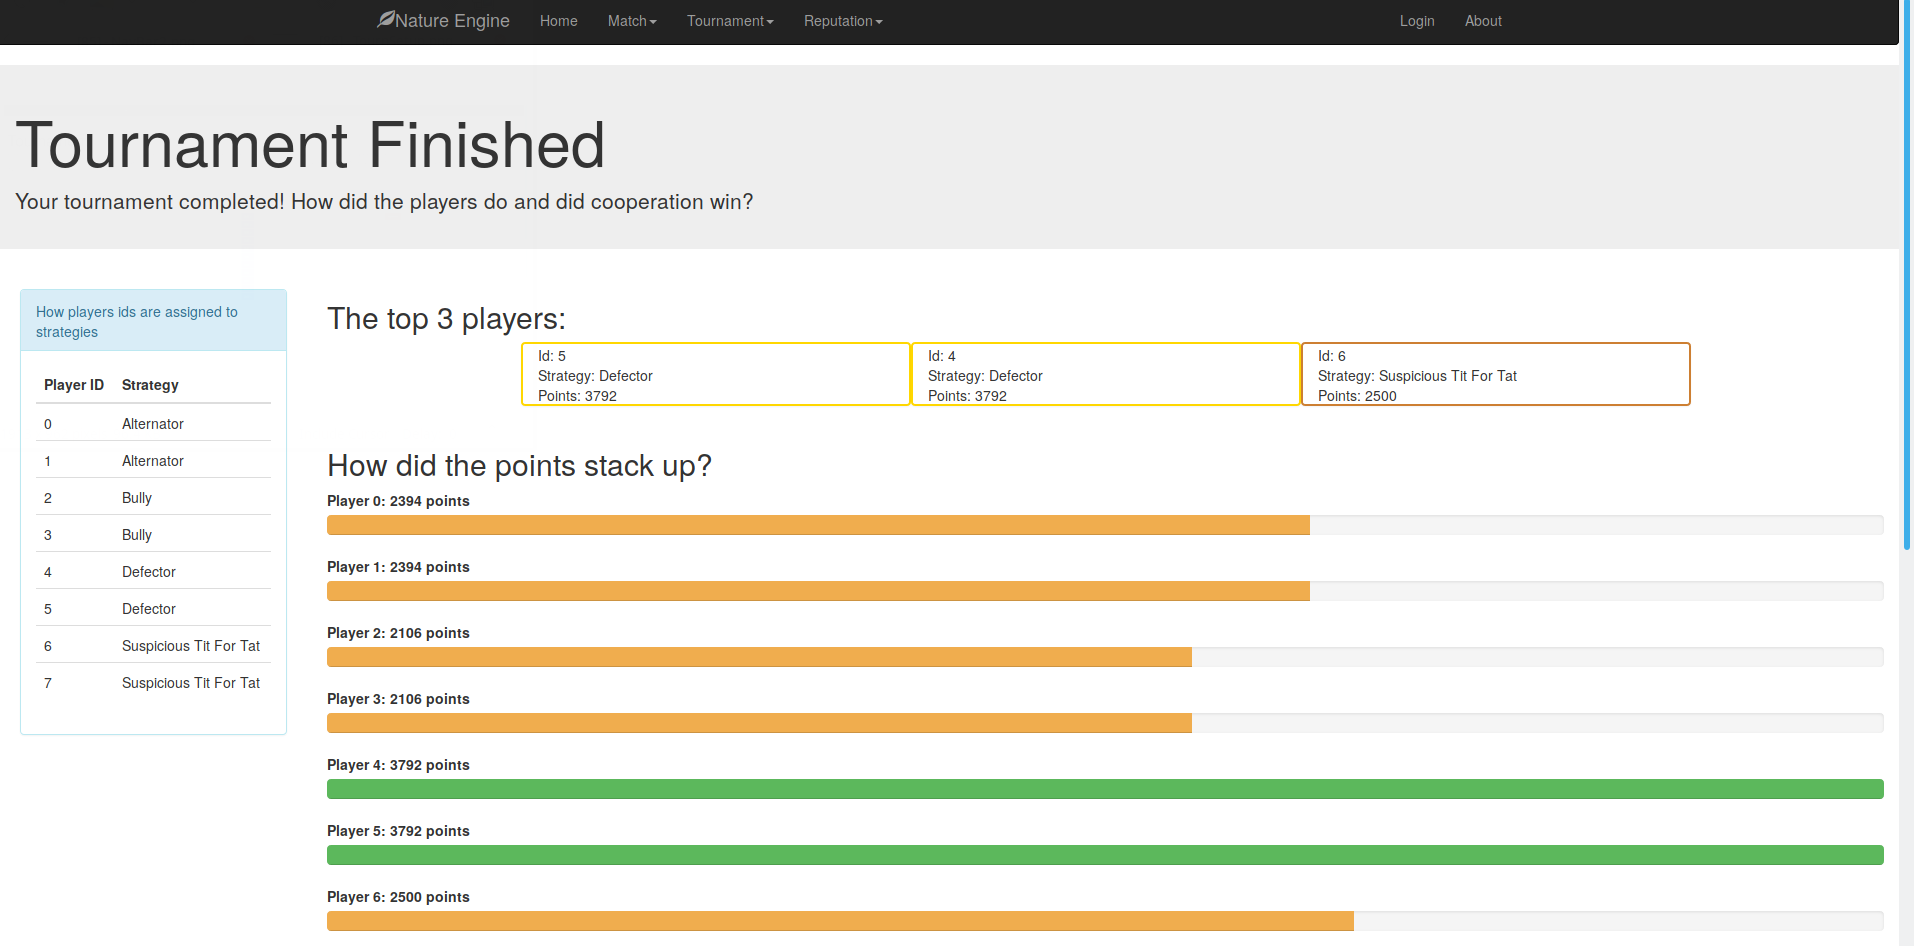 Nature Engine Home Match Tournament Reputation Login About
Tournament Finished
Your tournament completed! How did the players do and did cooperation win?
How players ids are assigned to
strategies
Player ID Strategy
0 Alternator
1 Alternator
2 Bully
3 Bully
4 Defector
5 Defector
6 Suspicious Tit For Tat
7 Suspicious Tit For Tat
The top 3 players:
Id: 5
Strategy: Defector
Points: 3792
Id: 4
Strategy: Defector
Points: 3792
Id: 6
Strategy: Suspicious Tit For Tat
Points: 2500
How did the points stack up?
Player 0: 2394 points
Player 1: 2394 points
Player 2: 2106 points
Player 3: 2106 points
Player 4: 3792 points
Player 5: 3792 points
Player 6: 2500 points